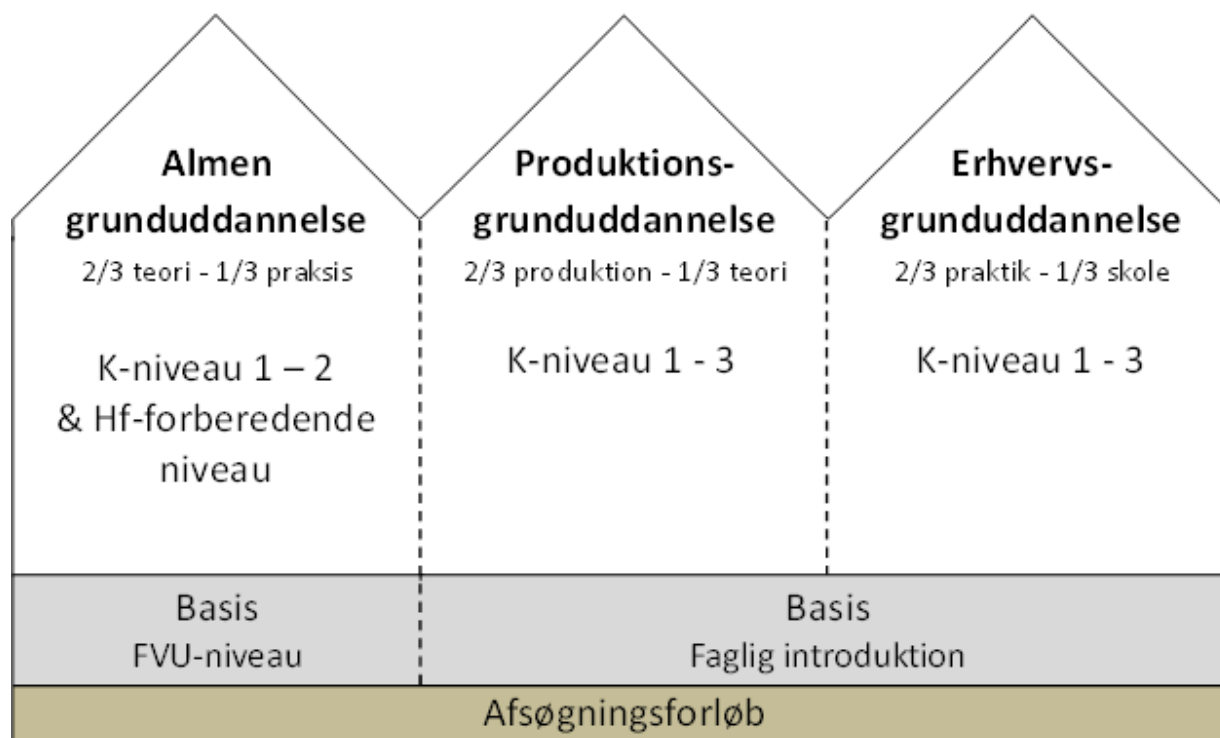 Almen
grunduddannelse
2/3 teori - 1/3 praksis
K-niveau 1 – 2
& Hf-forberedende
niveau
Produktions-
grunduddannelse
2/3 produktion - 1/3 teori
K-niveau 1 - 3
Erhvervs-
grunduddannelse
2/3 praktik - 1/3 skole
K-niveau 1 - 3
Basis
FVU-niveau
Basis
Faglig introduktion
Afsøgningsforløb